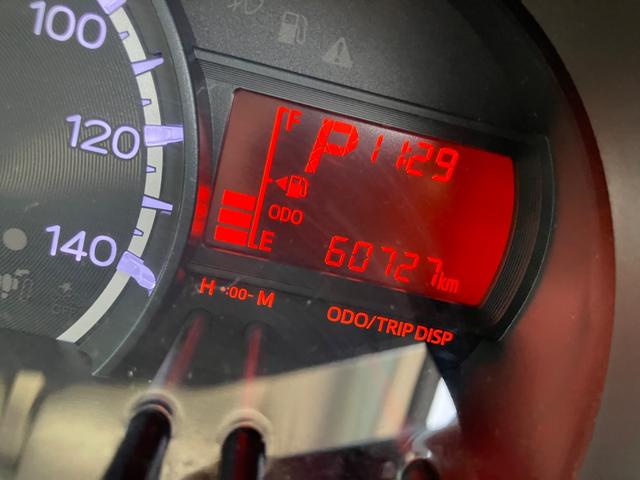 100
120
140
F
P 11:29
ODO
E
60727km
H •:00- M
ODO/TRIP DISP